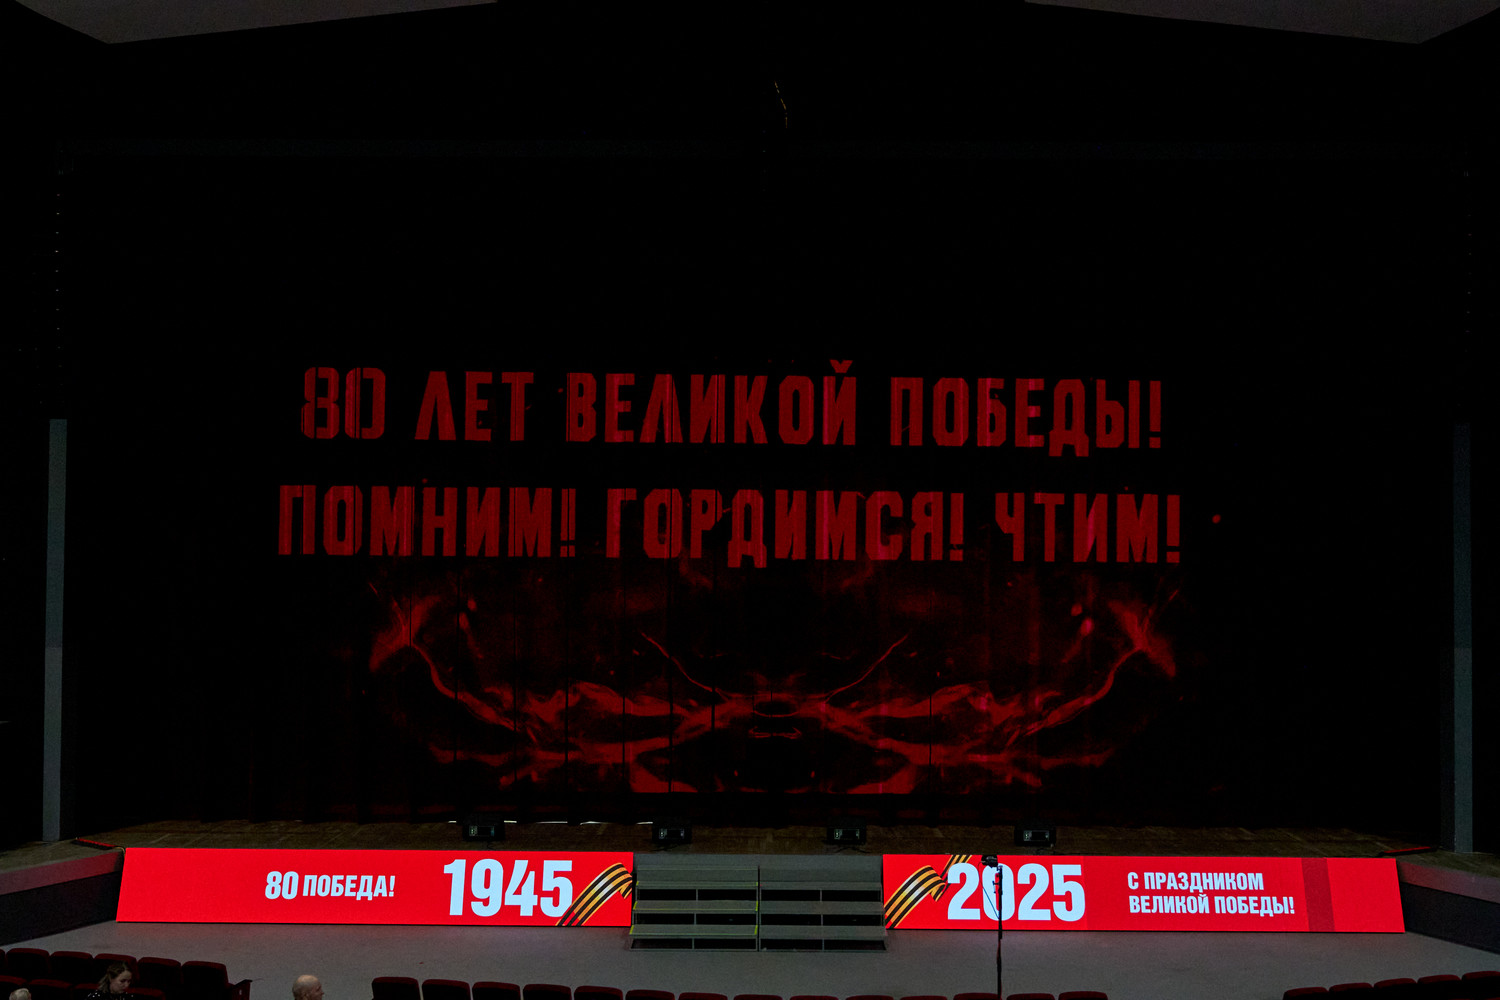 80 ЛЕТ ВЕЛИКОЙ ПОБЕДЫ!
ПОМНИМ! ГОРДИМСЯ! ЧТИМ!
80 ПОБЕДА!
1945
2025
С ПРАЗДНИКОМ
ВЕЛИКОЙ ПОБЕДЫ!